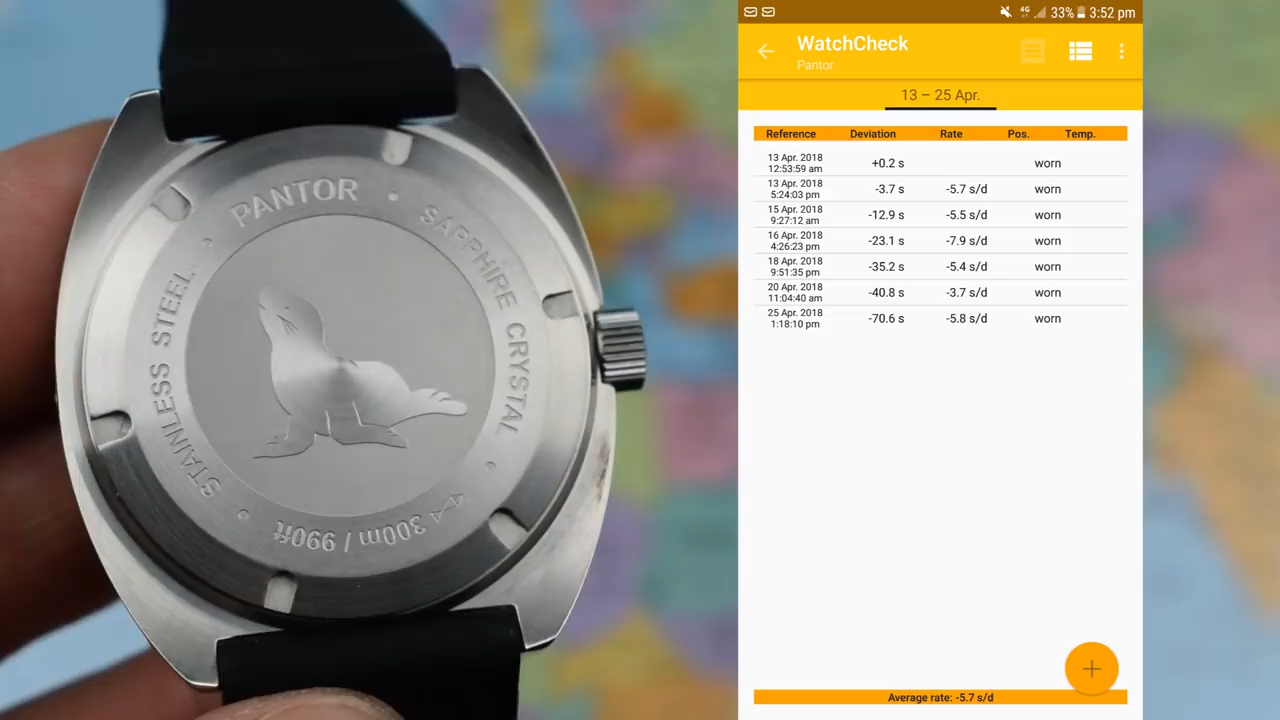 PANTOR
SAPPHIRE CRYSTAL
300m / 990ft
STAINLESS STEEL
4G 33% 3:52 pm
WatchCheck
Pantor
13 – 25 Apr.
Reference Deviation Rate Pos. Temp.
13 Apr. 2018
12:53:59 am +0.2 s worn
13 Apr. 2018
5:24:03 pm -3.7 s -5.7 s/d worn
15 Apr. 2018
9:27:12 am -12.9 s -5.5 s/d worn
16 Apr. 2018
4:26:23 pm -23.1 s -7.9 s/d worn
18 Apr. 2018
9:51:35 pm -35.2 s -5.4 s/d worn
20 Apr. 2018
11:04:40 am -40.8 s -3.7 s/d worn
25 Apr. 2018
1:18:10 pm -70.6 s -5.8 s/d worn
Average rate: -5.7 s/d